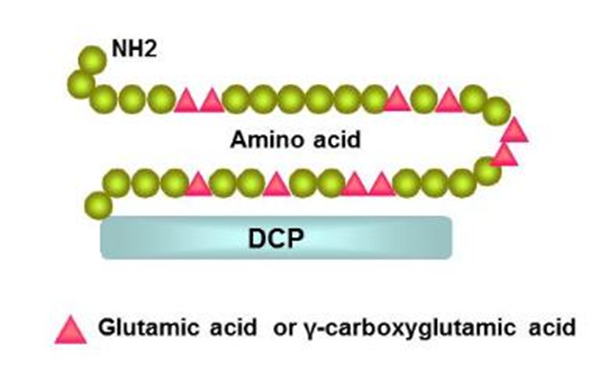 NH2
Amino acid
DCP
Glutamic acid or γ-carboxyglutamic acid